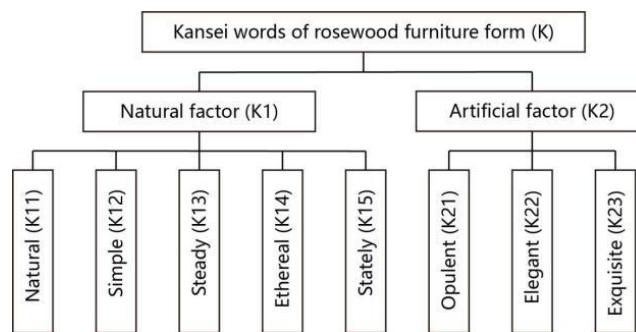 Kansei words of rosewood furniture form (K)
Natural factor (K1)
Artificial factor (K2)
Natural (K11)
Simple (K12)
Steady (K13)
Ethereal (K14)
Stately (K15)
Opulent (K21)
Elegant (K22)
Exquisite (K23)